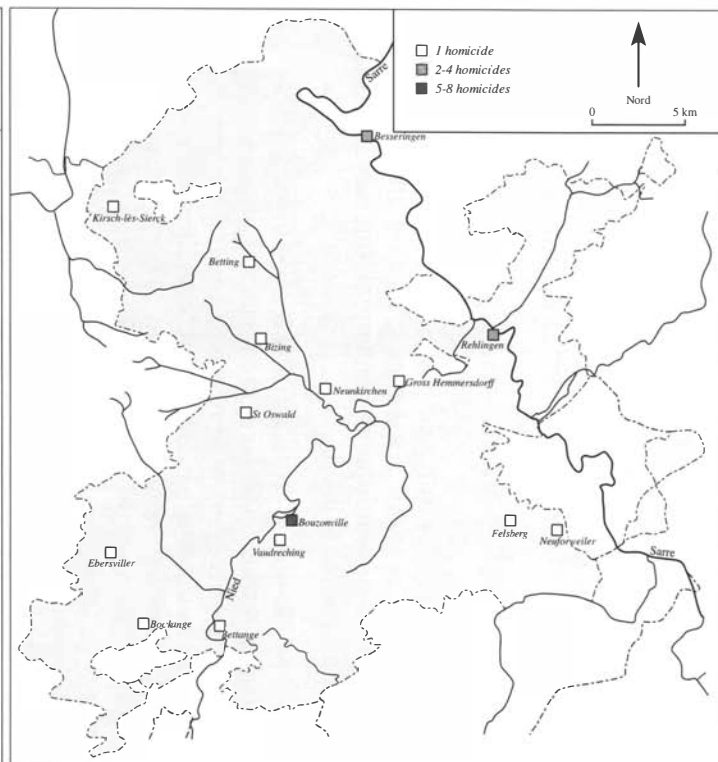 1 homicide
2-4 homicides
5-8 homicides
Nord
0 5 km
Sarre
Besseringen
Kirsch-lès-Sierck
Betting
Bizing
Rehlingen
Neunkirchen
Gross Hemmersdorff
St Oswald
Bouzonville
Vaudreching
Felsberg
Neuforweiler
Ebersviller
Sarre
Nied
Bettange